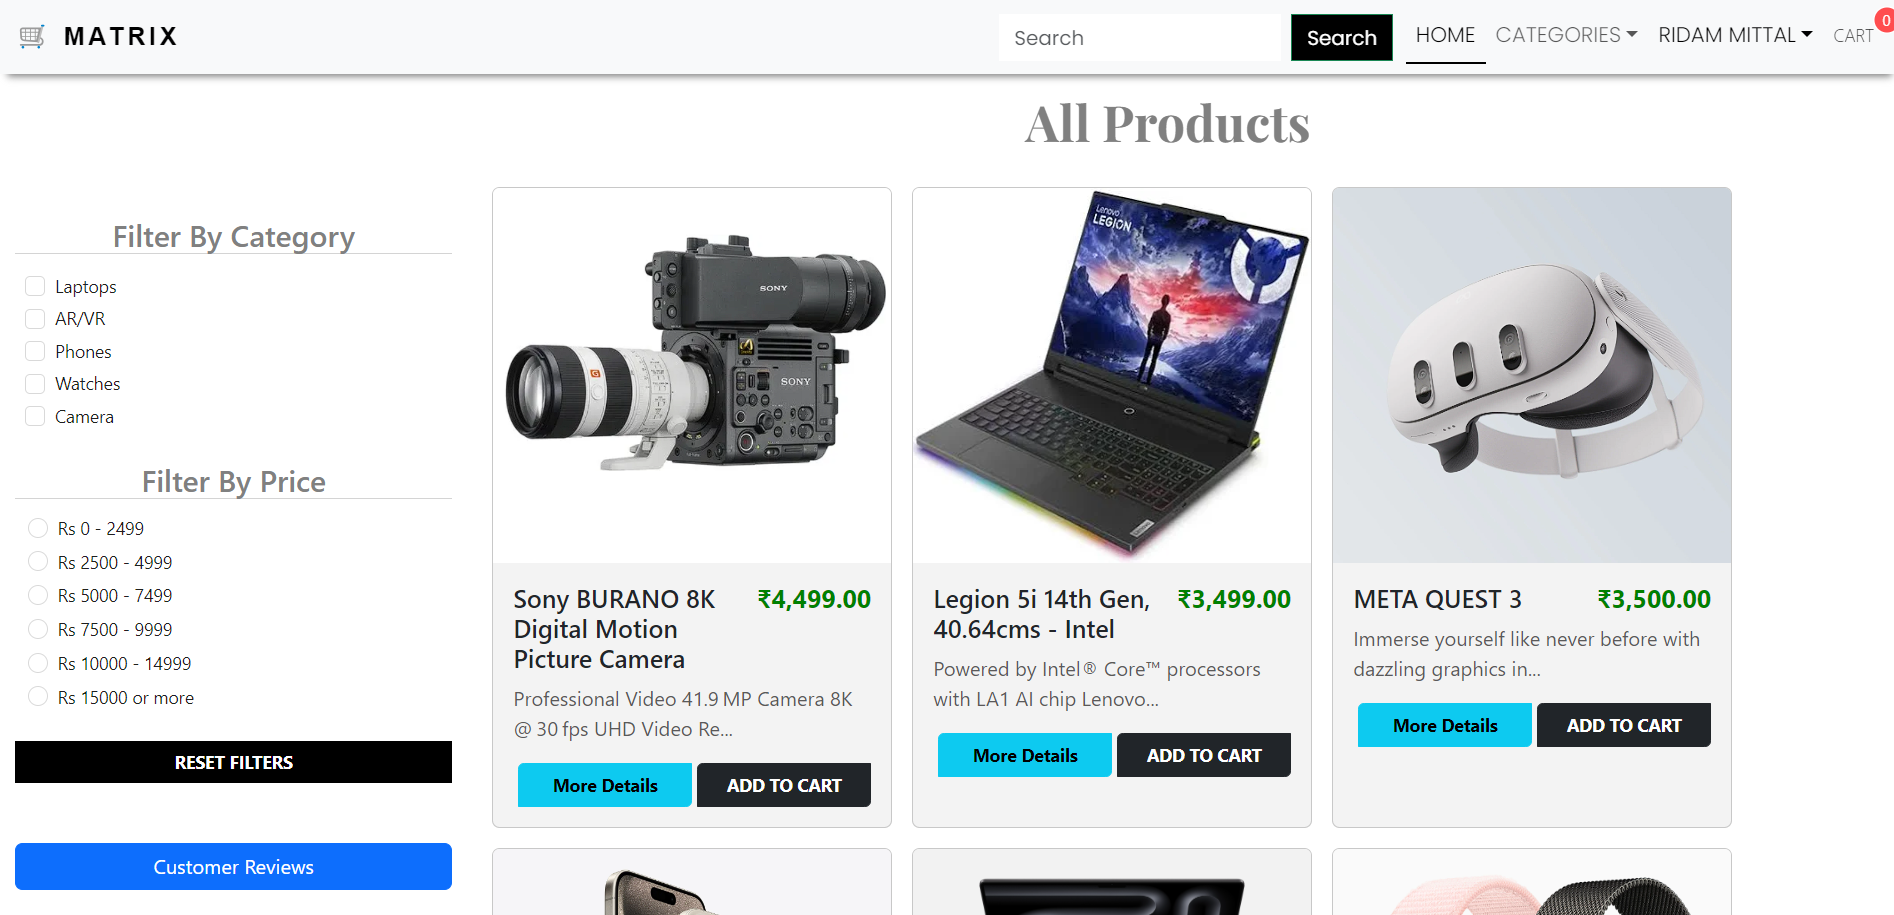 MATRIX
Search
Search
HOME
CATEGORIES
RIDAM MITTAL
CART
0
All Products
Filter By Category
Laptops
AR/VR
Phones
Watches
Camera
Filter By Price
Rs 0 - 2499
Rs 2500 - 4999
Rs 5000 - 7499
Rs 7500 - 9999
Rs 10000 - 14999
Rs 15000 or more
RESET FILTERS
Customer Reviews
SONY
SONY
G
Sony BURANO 8K
Digital Motion
Picture Camera
₹4,499.00
Professional Video 41.9 MP Camera 8K
@ 30 fps UHD Video Re...
More Details
ADD TO CART
Lenovo
LEGION
Legion 5i 14th Gen,
40.64cms - Intel
₹3,499.00
Powered by Intel® Core™ processors
with LA1 AI chip Lenovo...
More Details
ADD TO CART
META QUEST 3
₹3,500.00
Immerse yourself like never before with
dazzling graphics in...
More Details
ADD TO CART